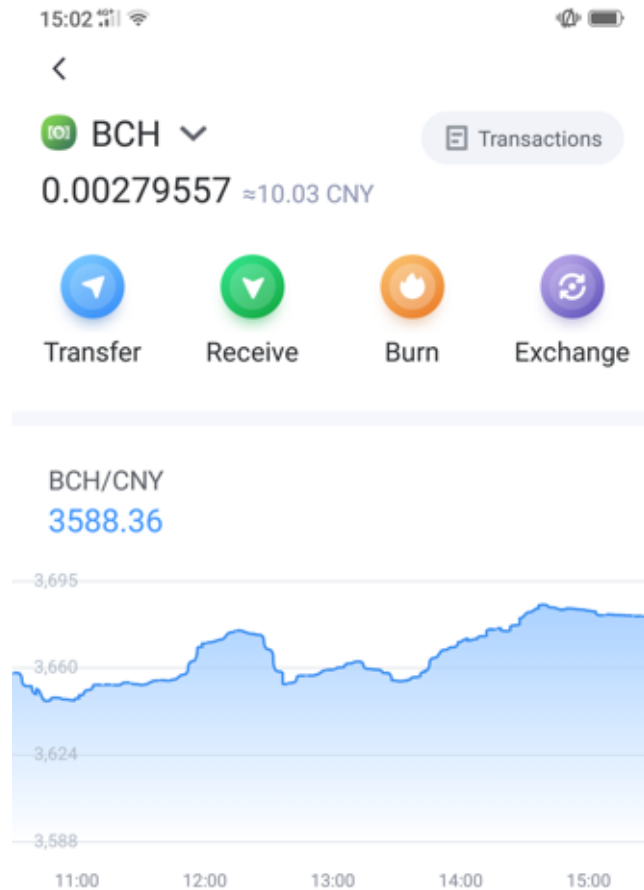 15:02 4G+
BCH
Transactions
0.00279557 ≈10.03 CNY
Transfer Receive Burn Exchange
BCH/CNY
3588.36
3,695
3,660
3,624
3,588
11:00 12:00 13:00 14:00 15:00